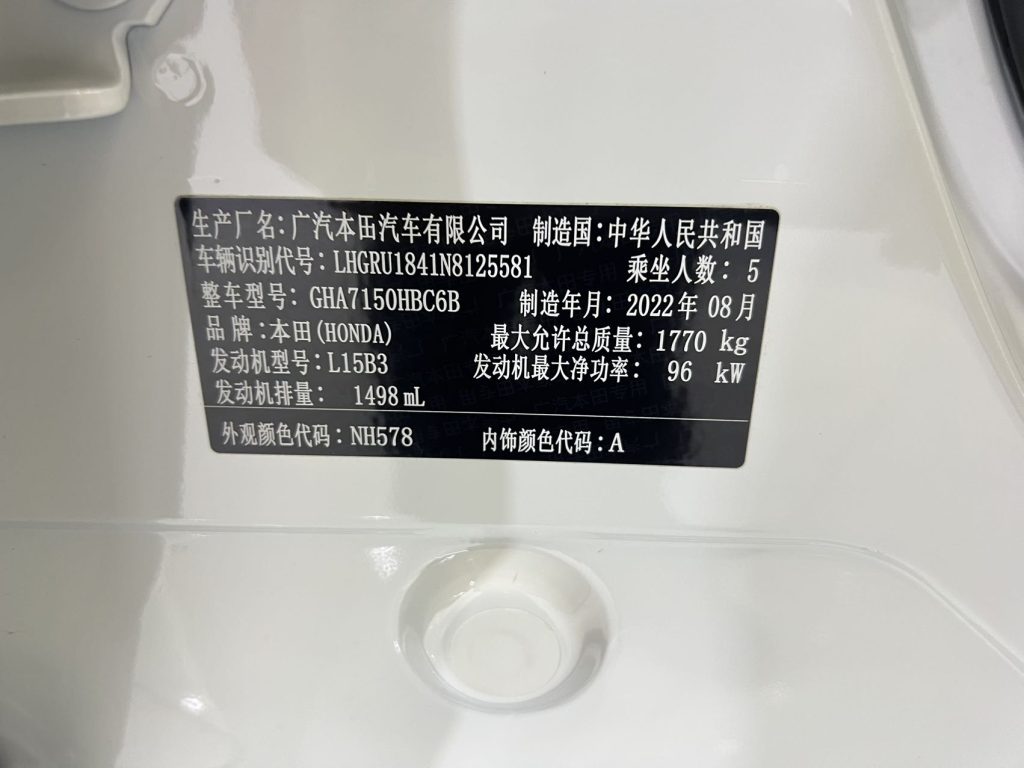 生产厂名:广汽本田汽车有限公司 制造国:中华人民共和国
车辆识别代号: LHGRU1841N8125581 乘坐人数: 5
整车型号: GHA7150HBC6B 制造年月: 2022年 08月
品 牌:本田(HONDA) 最大允许总质量: 1770 kg
发动机型号: L15B3 发动机最大净功率: 96 kW
发动机排量: 1498 mL
外观颜色代码: NH578 内饰颜色代码: A